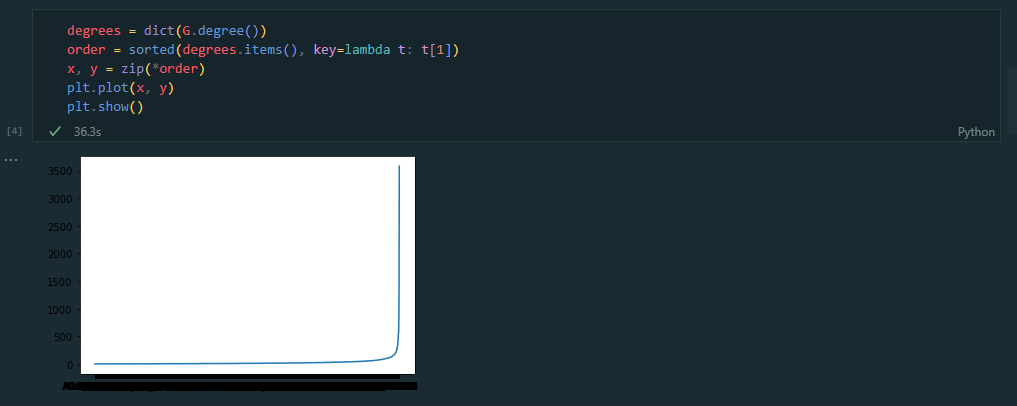 degrees = dict(G.degree())
order = sorted(degrees.items(), key=lambda t: t[1])
x, y = zip(*order)
plt.plot(x, y)
plt.show()
[4]
36.3s
Python
...
3500
3000
2500
2000
1500
1000
500
0